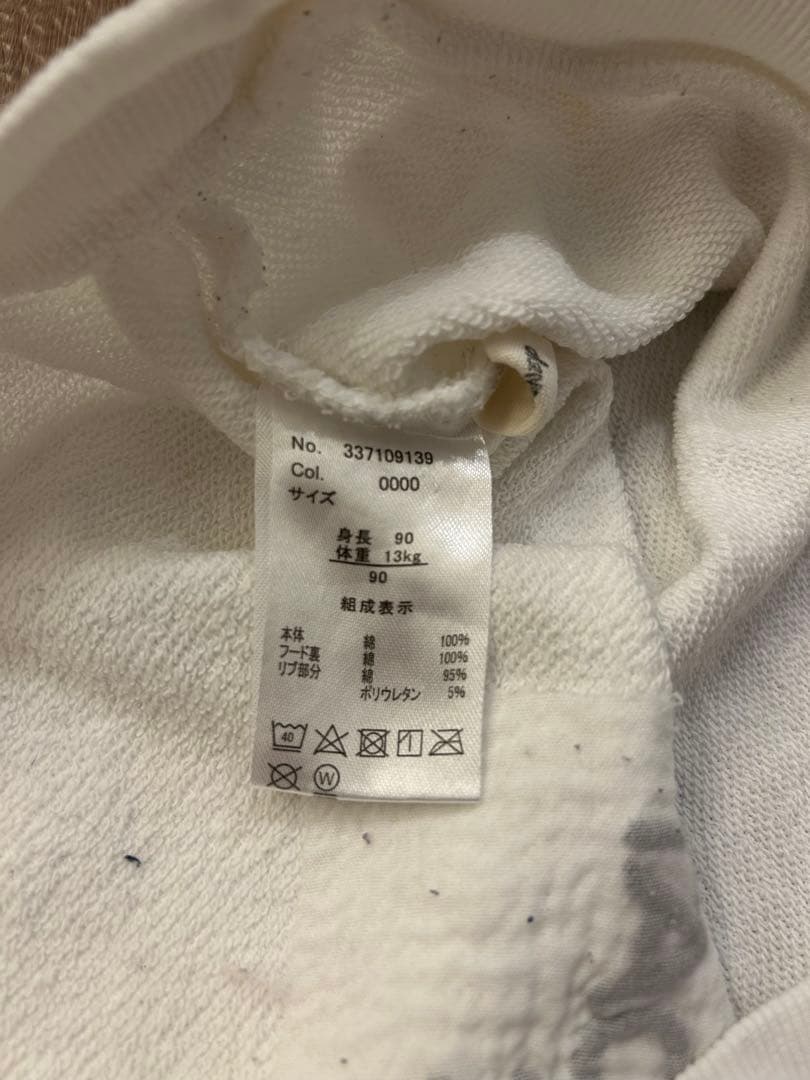 No. 337109139
Col. 0000
サイズ
身長 90
体重 13kg
90
組成表示
本体 綿 100%
フード裏 綿 100%
リブ部分 綿 95%
ポリウレタン 5%
40
W